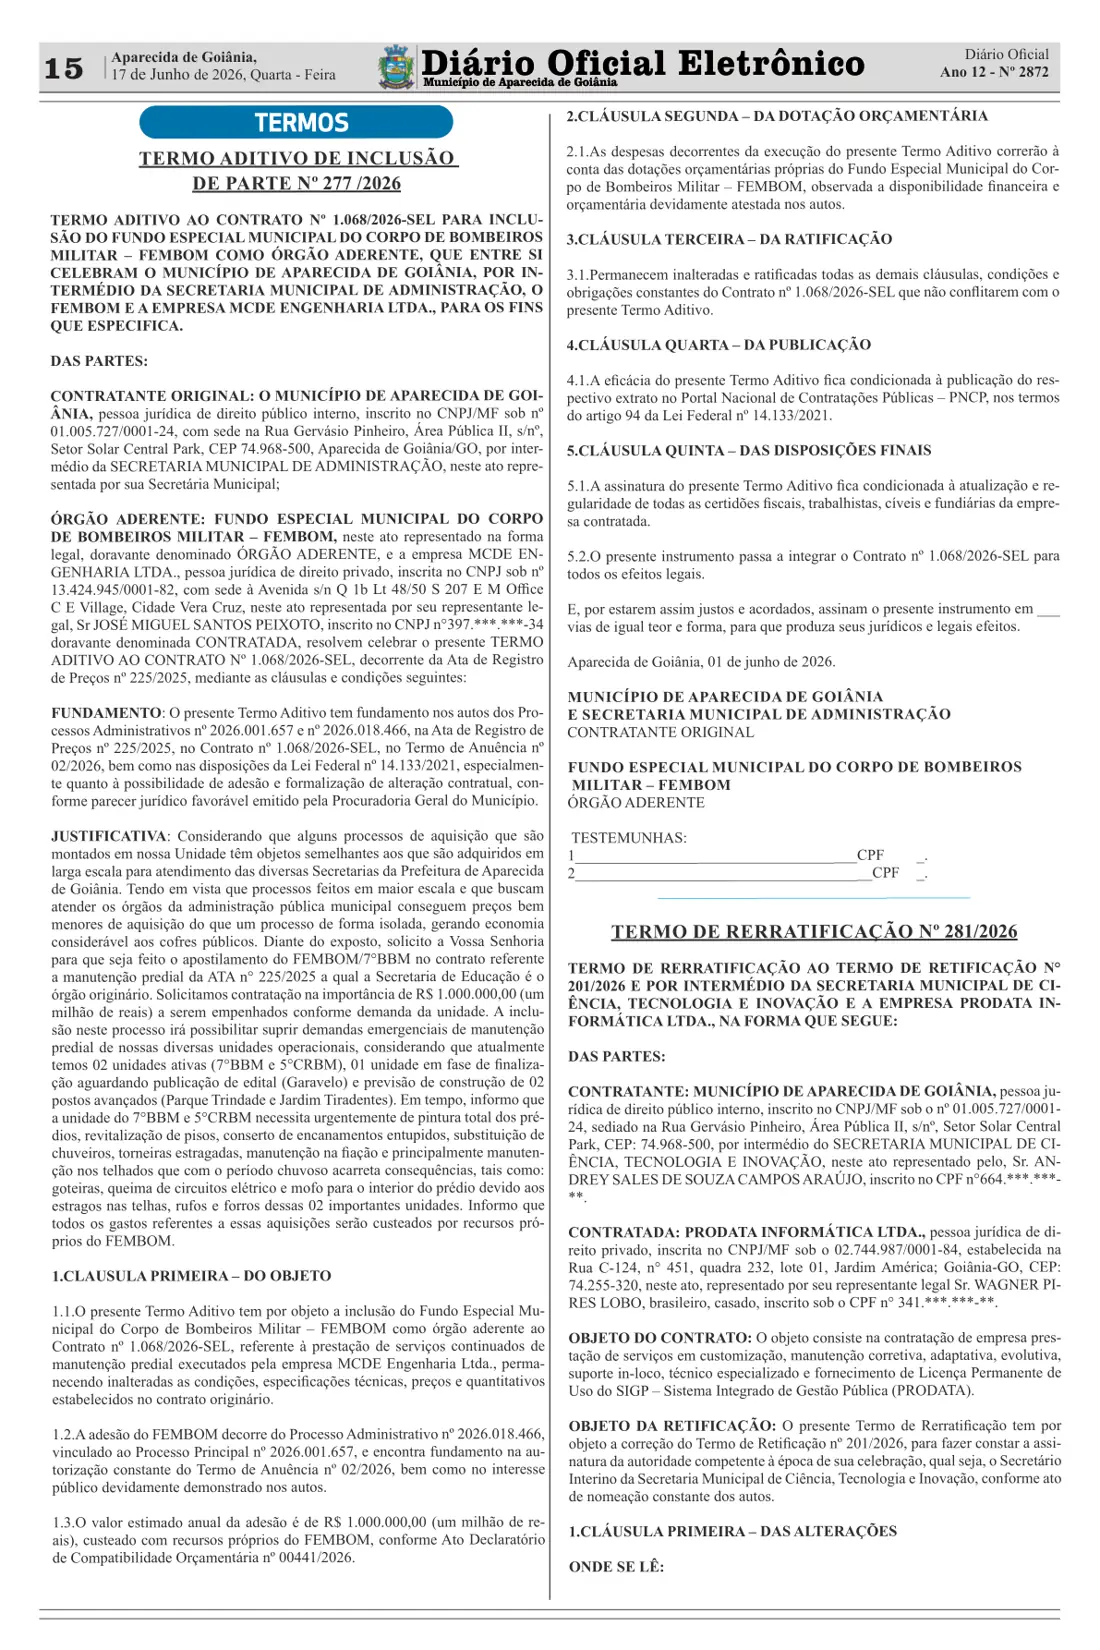 15
Aparecida de Goiânia,
17 de Junho de 2026, Quarta - Feira
Diário Oficial Eletrônico
Município de Aparecida de Goiânia
Diário Oficial
Ano 12 - Nº 2872
TERMOS
TERMO ADITIVO DE INCLUSÃO
DE PARTE Nº 277 /2026
TERMO ADITIVO AO CONTRATO Nº 1.068/2026-SEL PARA INCLU-
SÃO DO FUNDO ESPECIAL MUNICIPAL DO CORPO DE BOMBEIROS
MILITAR – FEMBOM COMO ÓRGÃO ADERENTE, QUE ENTRE SI
CELEBRAM O MUNICÍPIO DE APARECIDA DE GOIÂNIA, POR IN-
TERMÉDIO DA SECRETARIA MUNICIPAL DE ADMINISTRAÇÃO, O
FEMBOM E A EMPRESA MCDE ENGENHARIA LTDA., PARA OS FINS
QUE ESPECIFICA.
DAS PARTES:
CONTRATANTE ORIGINAL: O MUNICÍPIO DE APARECIDA DE GOI-
ÂNIA, pessoa jurídica de direito público interno, inscrito no CNPJ/MF sob nº
01.005.727/0001-24, com sede na Rua Gervásio Pinheiro, Área Pública II, s/nº,
Setor Solar Central Park, CEP 74.968-500, Aparecida de Goiânia/GO, por inter-
médio da SECRETARIA MUNICIPAL DE ADMINISTRAÇÃO, neste ato repre-
sentada por sua Secretária Municipal;
ÓRGÃO ADERENTE: FUNDO ESPECIAL MUNICIPAL DO CORPO
DE BOMBEIROS MILITAR – FEMBOM, neste ato representado na forma
legal, doravante denominado ÓRGÃO ADERENTE, e a empresa MCDE EN-
GENHARIA LTDA., pessoa jurídica de direito privado, inscrita no CNPJ sob nº
13.424.945/0001-82, com sede à Avenida s/n Q 1b Lt 48/50 S 207 E M Office
C E Village, Cidade Vera Cruz, neste ato representada por seu representante le-
gal, Sr JOSÉ MIGUEL SANTOS PEIXOTO, inscrito no CNPJ n°397.***.***-34
doravante denominada CONTRATADA, resolvem celebrar o presente TERMO
ADITIVO AO CONTRATO Nº 1.068/2026-SEL, decorrente da Ata de Registro
de Preços nº 225/2025, mediante as cláusulas e condições seguintes:
FUNDAMENTO: O presente Termo Aditivo tem fundamento nos autos dos Pro-
cessos Administrativos nº 2026.001.657 e nº 2026.018.466, na Ata de Registro de
Preços nº 225/2025, no Contrato nº 1.068/2026-SEL, no Termo de Anuência nº
02/2026, bem como nas disposições da Lei Federal nº 14.133/2021, especialmen-
te quanto à possibilidade de adesão e formalização de alteração contratual, con-
forme parecer jurídico favorável emitido pela Procuradoria Geral do Município.
JUSTIFICATIVA: Considerando que alguns processos de aquisição que são
montados em nossa Unidade têm objetos semelhantes aos que são adquiridos em
larga escala para atendimento das diversas Secretarias da Prefeitura de Aparecida
de Goiânia. Tendo em vista que processos feitos em maior escala e que buscam
atender os órgãos da administração pública municipal conseguem preços bem
menores de aquisição do que um processo de forma isolada, gerando economia
considerável aos cofres públicos. Diante do exposto, solicito a Vossa Senhoria
para que seja feito o apostilamento do FEMBOM/7°BBM no contrato referente
a manutenção predial da ATA n° 225/2025 a qual a Secretaria de Educação é o
órgão originário. Solicitamos contratação na importância de R$ 1.000.000,00 (um
milhão de reais) a serem empenhados conforme demanda da unidade. A inclu-
são neste processo irá possibilitar suprir demandas emergenciais de manutenção
predial de nossas diversas unidades operacionais, considerando que atualmente
temos 02 unidades ativas (7°BBM e 5°CRBM), 01 unidade em fase de finaliza-
ção aguardando publicação de edital (Garavelo) e previsão de construção de 02
postos avançados (Parque Trindade e Jardim Tiradentes). Em tempo, informo que
a unidade do 7°BBM e 5°CRBM necessita urgentemente de pintura total dos pré-
dios, revitalização de pisos, conserto de encanamentos entupidos, substituição de
chuveiros, torneiras estragadas, manutenção na fiação e principalmente manuten-
ção nos telhados que com o período chuvoso acarreta consequências, tais como:
goteiras, queima de circuitos elétrico e mofo para o interior do prédio devido aos
estragos nas telhas, rufos e forros dessas 02 importantes unidades. Informo que
todos os gastos referentes a essas aquisições serão custeados por recursos pró-
prios do FEMBOM.
1.CLAUSULA PRIMEIRA – DO OBJETO
1.1.O presente Termo Aditivo tem por objeto a inclusão do Fundo Especial Mu-
nicipal do Corpo de Bombeiros Militar – FEMBOM como órgão aderente ao
Contrato nº 1.068/2026-SEL, referente à prestação de serviços continuados de
manutenção predial executados pela empresa MCDE Engenharia Ltda., perma-
necendo inalteradas as condições, especificações técnicas, preços e quantitativos
estabelecidos no contrato originário.
1.2.A adesão do FEMBOM decorre do Processo Administrativo nº 2026.018.466,
vinculado ao Processo Principal nº 2026.001.657, e encontra fundamento na au-
torização constante do Termo de Anuência nº 02/2026, bem como no interesse
público devidamente demonstrado nos autos.
1.3.O valor estimado anual da adesão é de R$ 1.000.000,00 (um milhão de re-
ais), custeado com recursos próprios do FEMBOM, conforme Ato Declaratório
de Compatibilidade Orçamentária nº 00441/2026.
2.CLÁUSULA SEGUNDA – DA DOTAÇÃO ORÇAMENTÁRIA
2.1.As despesas decorrentes da execução do presente Termo Aditivo correrão à
conta das dotações orçamentárias próprias do Fundo Especial Municipal do Cor-
po de Bombeiros Militar – FEMBOM, observada a disponibilidade financeira e
orçamentária devidamente atestada nos autos.
3.CLÁUSULA TERCEIRA – DA RATIFICAÇÃO
3.1.Permanecem inalteradas e ratificadas todas as demais cláusulas, condições e
obrigações constantes do Contrato nº 1.068/2026-SEL que não conflitarem com o
presente Termo Aditivo.
4.CLÁUSULA QUARTA – DA PUBLICAÇÃO
4.1.A eficácia do presente Termo Aditivo fica condicionada à publicação do res-
pectivo extrato no Portal Nacional de Contratações Públicas – PNCP, nos termos
do artigo 94 da Lei Federal nº 14.133/2021.
5.CLÁUSULA QUINTA – DAS DISPOSIÇÕES FINAIS
5.1.A assinatura do presente Termo Aditivo fica condicionada à atualização e re-
gularidade de todas as certidões fiscais, trabalhistas, cíveis e fundiárias da empre-
sa contratada.
5.2.O presente instrumento passa a integrar o Contrato nº 1.068/2026-SEL para
todos os efeitos legais.
E, por estarem assim justos e acordados, assinam o presente instrumento em ___
vias de igual teor e forma, para que produza seus jurídicos e legais efeitos.
Aparecida de Goiânia, 01 de junho de 2026.
MUNICÍPIO DE APARECIDA DE GOIÂNIA
E SECRETARIA MUNICIPAL DE ADMINISTRAÇÃO
CONTRATANTE ORIGINAL
FUNDO ESPECIAL MUNICIPAL DO CORPO DE BOMBEIROS
MILITAR – FEMBOM
ÓRGÃO ADERENTE
TESTEMUNHAS:
1____________________________________CPF _.
2______________________________________CPF _.
TERMO DE RERRATIFICAÇÃO Nº 281/2026
TERMO DE RERRATIFICAÇÃO AO TERMO DE RETIFICAÇÃO N°
201/2026 E POR INTERMÉDIO DA SECRETARIA MUNICIPAL DE CI-
ÊNCIA, TECNOLOGIA E INOVAÇÃO E A EMPRESA PRODATA IN-
FORMÁTICA LTDA., NA FORMA QUE SEGUE:
DAS PARTES:
CONTRATANTE: MUNICÍPIO DE APARECIDA DE GOIÂNIA, pessoa ju-
rídica de direito público interno, inscrito no CNPJ/MF sob o nº 01.005.727/0001-
24, sediado na Rua Gervásio Pinheiro, Área Pública II, s/nº, Setor Solar Central
Park, CEP: 74.968-500, por intermédio do SECRETARIA MUNICIPAL DE CI-
ÊNCIA, TECNOLOGIA E INOVAÇÃO, neste ato representado pelo, Sr. AN-
DREY SALES DE SOUZA CAMPOS ARAÚJO, inscrito no CPF n°664.***.***-
**.
CONTRATADA: PRODATA INFORMÁTICA LTDA., pessoa jurídica de di-
reito privado, inscrita no CNPJ/MF sob o 02.744.987/0001-84, estabelecida na
Rua C-124, n° 451, quadra 232, lote 01, Jardim América; Goiânia-GO, CEP:
74.255-320, neste ato, representado por seu representante legal Sr. WAGNER PI-
RES LOBO, brasileiro, casado, inscrito sob o CPF n° 341.***.***-**.
OBJETO DO CONTRATO: O objeto consiste na contratação de empresa pres-
tação de serviços em customização, manutenção corretiva, adaptativa, evolutiva,
suporte in-loco, técnico especializado e fornecimento de Licença Permanente de
Uso do SIGP – Sistema Integrado de Gestão Pública (PRODATA).
OBJETO DA RETIFICAÇÃO: O presente Termo de Rerratificação tem por
objeto a correção do Termo de Retificação nº 201/2026, para fazer constar a assi-
natura da autoridade competente à época de sua celebração, qual seja, o Secretário
Interino da Secretaria Municipal de Ciência, Tecnologia e Inovação, conforme ato
de nomeação constante dos autos.
1.CLÁUSULA PRIMEIRA – DAS ALTERAÇÕES
ONDE SE LÊ: